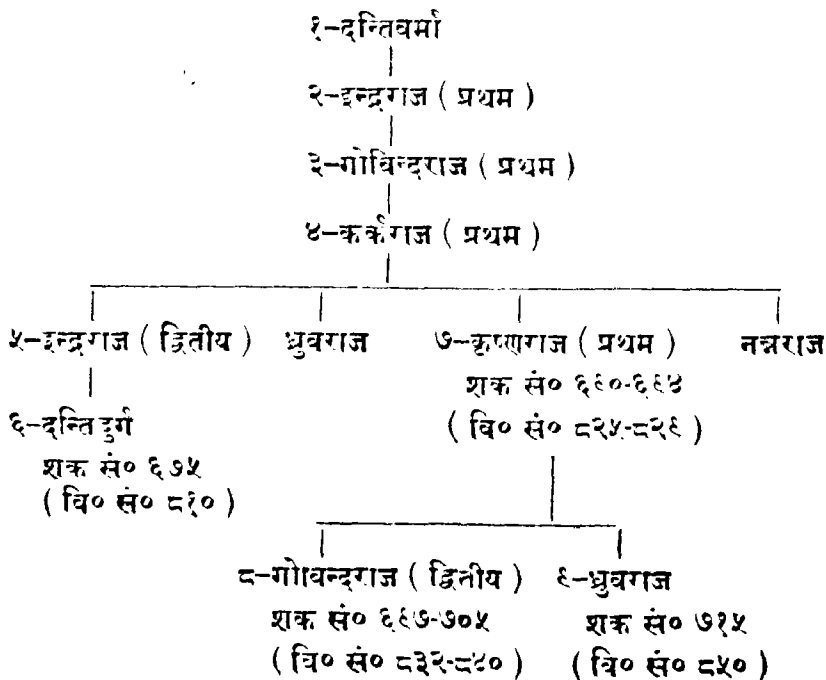 १-दन्तिवर्मा
२-इन्द्रराज ( प्रथम )
३-गोविन्दराज ( प्रथम )
४-कर्कराज ( प्रथम )
५-इन्द्रराज ( द्वितीय ) ध्रुवराज ७-कृष्णराज ( प्रथम ) नन्नराज
शक सं० ६९०-६९४
६-दन्तिदुर्ग
( वि० सं० ८२५-८२९ )
शक सं० ६७५
( वि० सं० ८१० )
८-गोविन्दराज ( द्वितीय ) ९-ध्रुवराज
शक सं० ६९७-७०५ शक सं० ७१५
( वि० सं० ८३२-८४० ) ( वि० सं० ८५० )